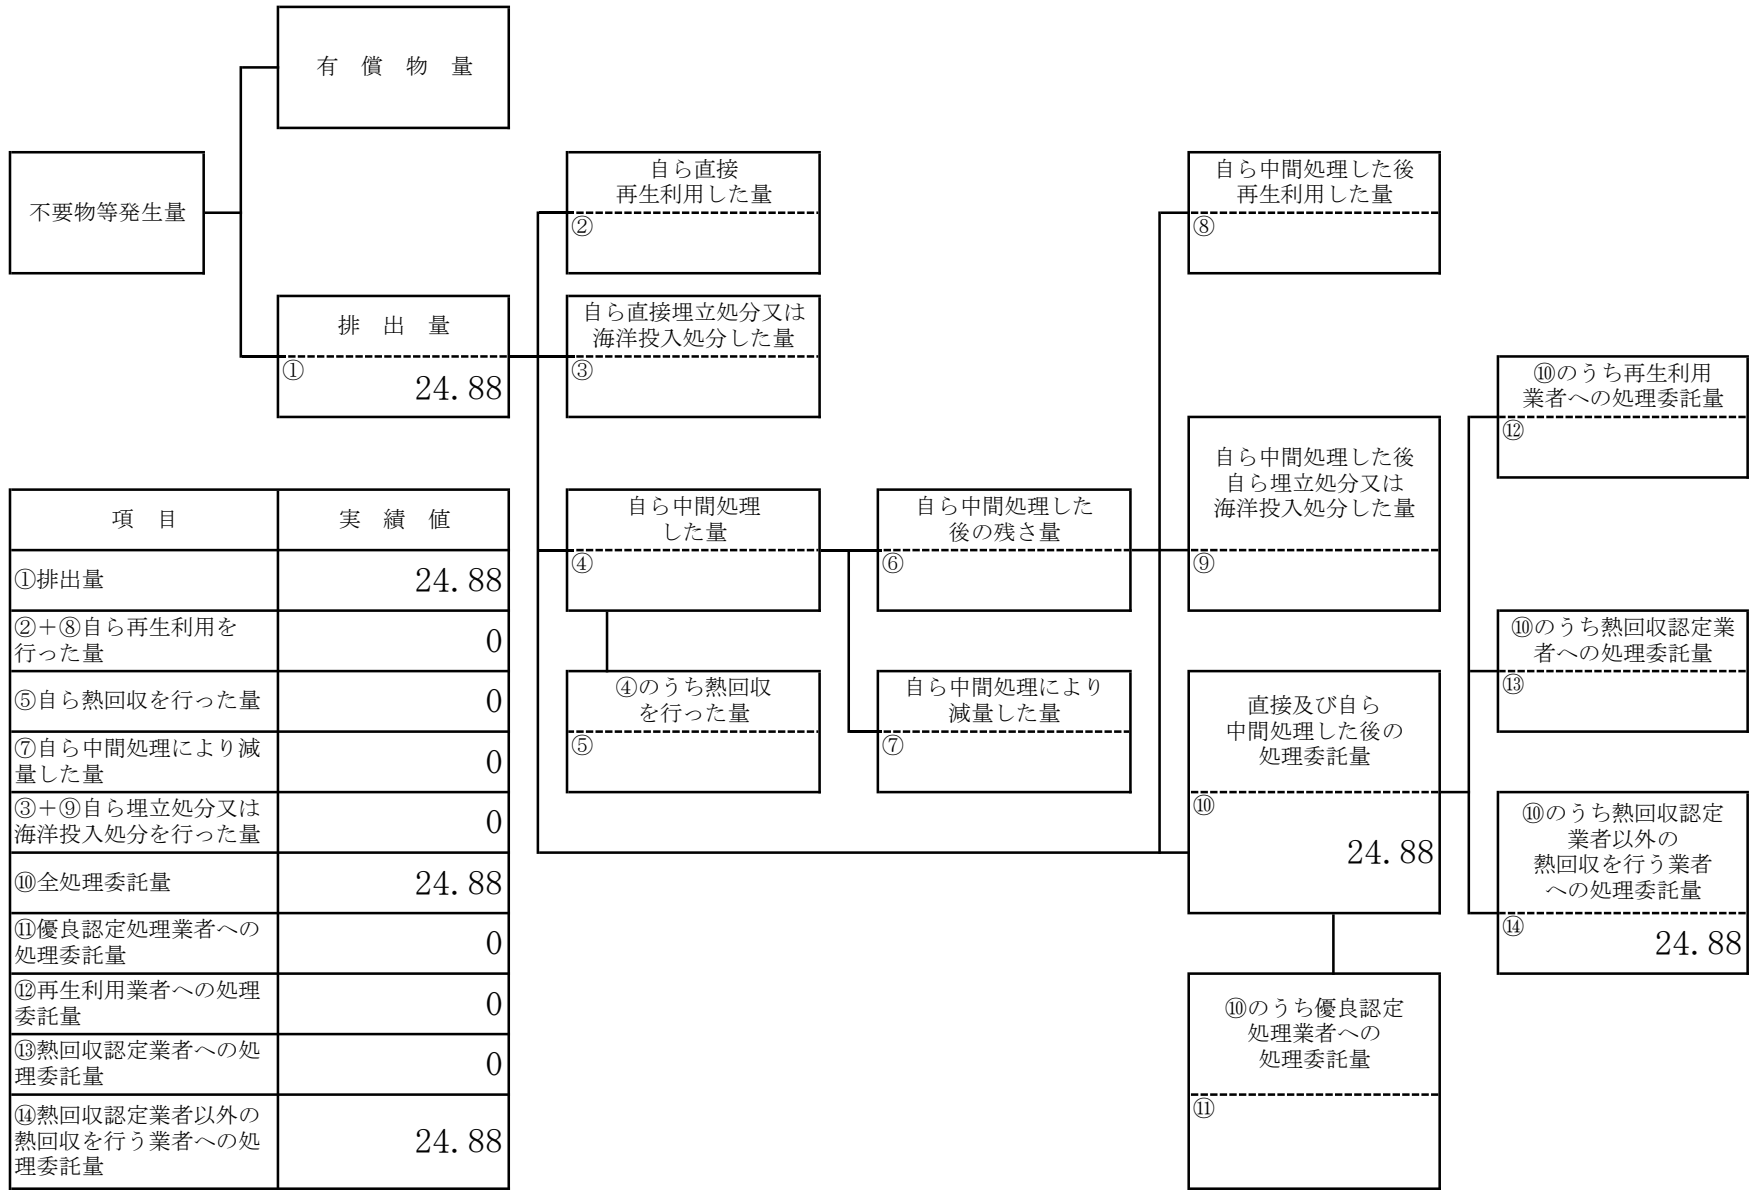 有 償 物 量
不要物等発生量
排 出 量
①
24.88
自ら直接
再生利用した量
②
自ら直接埋立処分又は
海洋投入処分した量
③
自ら中間処理
した量
④
④のうち熱回収
を行った量
⑤
自ら中間処理した
後の残さ量
⑥
自ら中間処理により
減量した量
⑦
自ら中間処理した後
再生利用した量
⑧
自ら中間処理した後
自ら埋立処分又は
海洋投入処分した量
⑨
直接及び自ら
中間処理した後の
処理委託量
⑩
24.88
⑩のうち優良認定
処理業者への
処理委託量
⑪
⑩のうち再生利用
業者への処理委託量
⑫
⑩のうち熱回収認定業
者への処理委託量
⑬
⑩のうち熱回収認定
業者以外の
熱回収を行う業者
への処理委託量
⑭
24.88
項 目 実 績 値
①排出量 24.88
②＋⑧自ら再生利用を
行った量 0
⑤自ら熱回収を行った量 0
⑦自ら中間処理により減
量した量 0
③＋⑨自ら埋立処分又は
海洋投入処分を行った量 0
⑩全処理委託量 24.88
⑪優良認定処理業者への
処理委託量 0
⑫再生利用業者への処理
委託量 0
⑬熱回収認定業者への処
理委託量 0
⑭熱回収認定業者以外の
熱回収を行う業者への処
理委託量 24.88